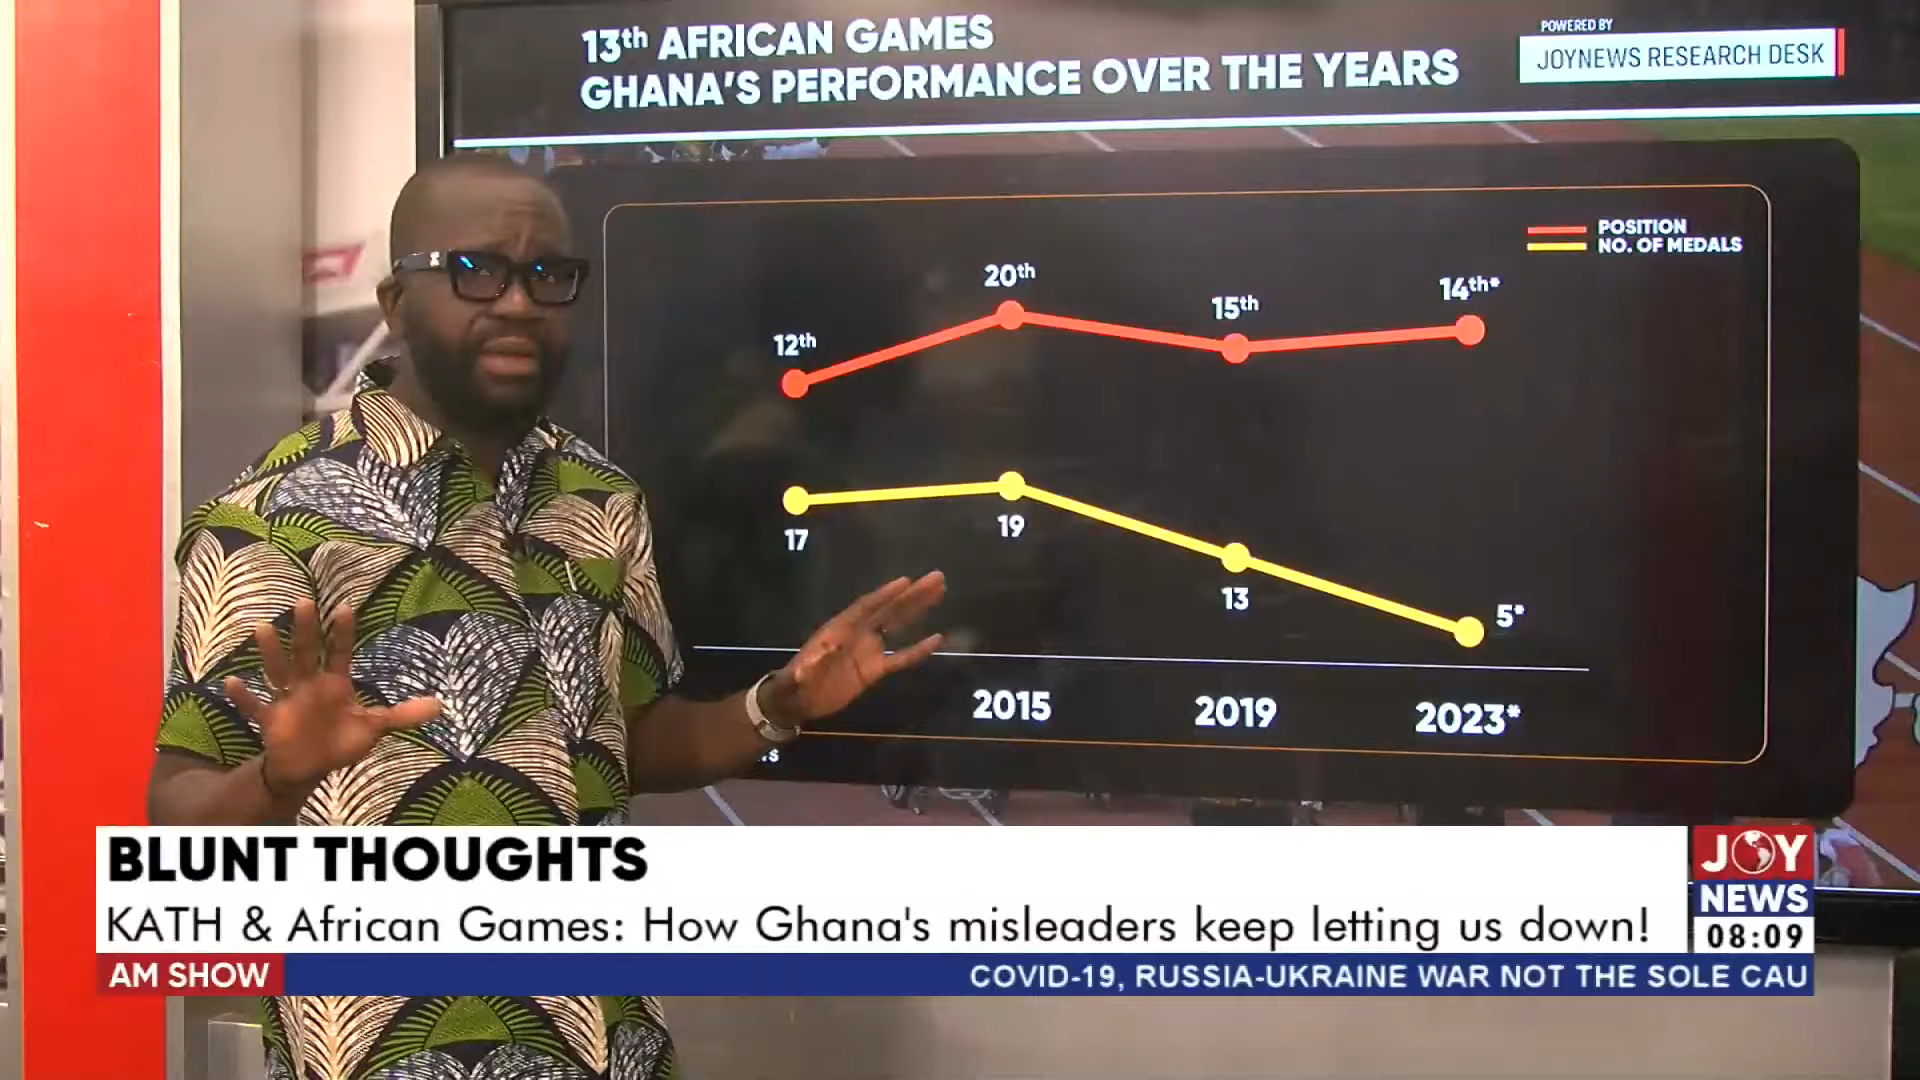 13th AFRICAN GAMES
GHANA'S PERFORMANCE OVER THE YEARS
POWERED BY
JOYNEWS RESEARCH DESK
POSITION
NO. OF MEDALS
12th
20th
15th
14th*
17
19
13
5*
2015
2019
2023*
BLUNT THOUGHTS
KATH & African Games: How Ghana's misleaders keep letting us down!
JOY
NEWS
08:09
AM SHOW
COVID-19, RUSSIA-UKRAINE WAR NOT THE SOLE CAU